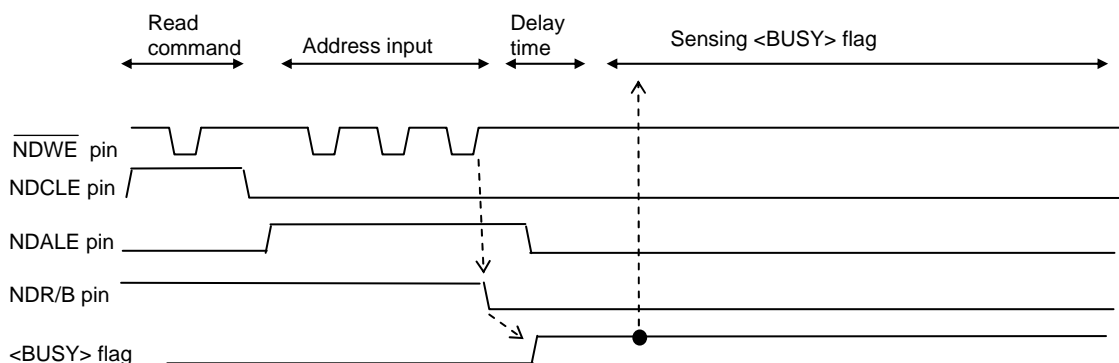 Read
command
Address input
Delay
time
Sensing <BUSY> flag
NDWE pin
NDCLE pin
NDALE pin
NDR/B pin
<BUSY> flag